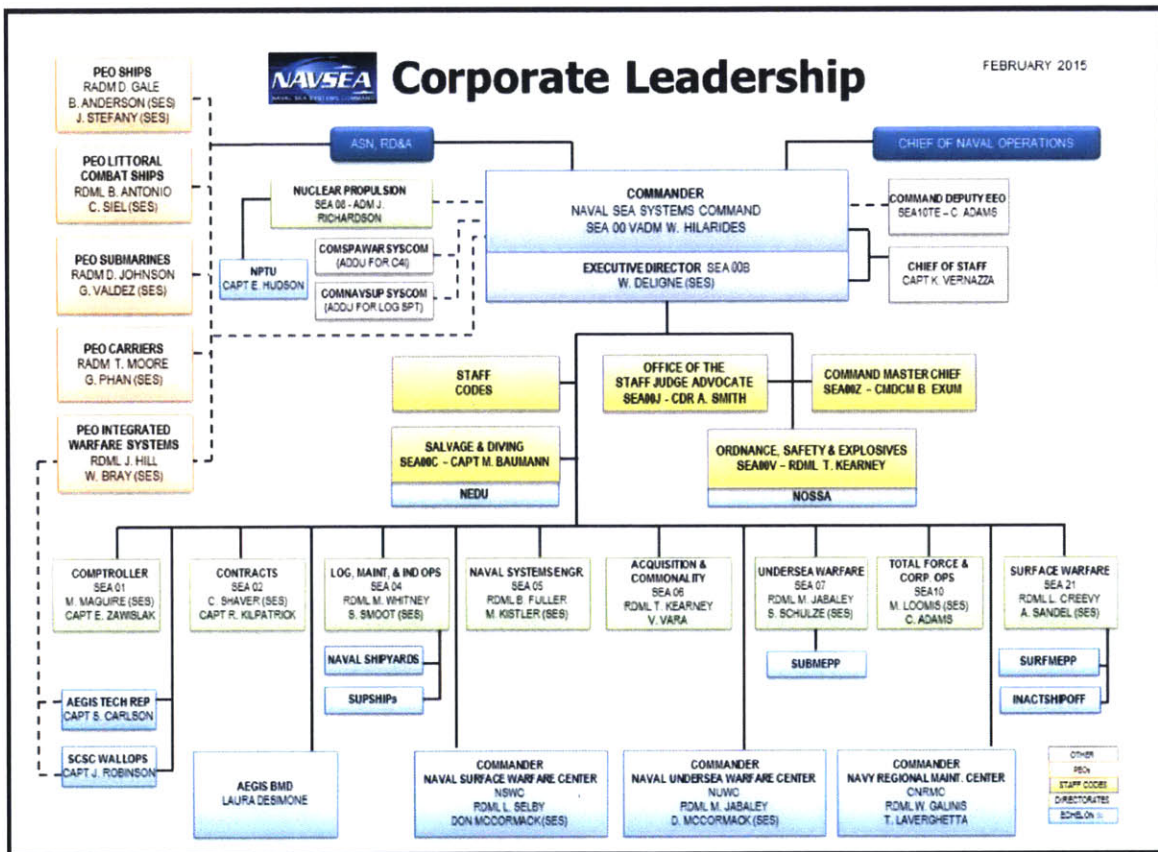 NAVSEA
NAVAL SEA SYSTEMS COMMAND
Corporate Leadership
FEBRUARY 2015
PEO SHIPS
RADM D. GALE
B. ANDERSON (SES)
J. STEFANY (SES)
PEO LITTORAL
COMBAT SHIPS
RDML B. ANTONIO
C. SIEL (SES)
PEO SUBMARINES
RADM D. JOHNSON
G. VALDEZ (SES)
PEO CARRIERS
RADM T. MOORE
G. PHAN (SES)
PEO INTEGRATED
WARFARE SYSTEMS
RDML J. HILL
W. BRAY (SES)
ASN, RD&A
CHIEF OF NAVAL OPERATIONS
NUCLEAR PROPULSION
SEA 08 - ADM J.
RICHARDSON
NPTU
CAPT E. HUDSON
COMSPAWAR SYSCOM
(ADDU FOR C4I)
COMNAVSUP SYSCOM
(ADDU FOR LOG SPT)
COMMANDER
NAVAL SEA SYSTEMS COMMAND
SEA 00 VADM W. HILARIDES
EXECUTIVE DIRECTOR SEA 00B
W. DELIGNE (SES)
COMMAND DEPUTY EEO
SEA10TE – C. ADAMS
CHIEF OF STAFF
CAPT K. VERNAZZA
STAFF
CODES
OFFICE OF THE
STAFF JUDGE ADVOCATE
SEA00J - CDR A. SMITH
COMMAND MASTER CHIEF
SEA00Z – CMDCM B. EXUM
SALVAGE & DIVING
SEA00C – CAPT M. BAUMANN
NEDU
ORDNANCE, SAFETY & EXPLOSIVES
SEA00V – RDML T. KEARNEY
NOSSA
COMPTROLLER
SEA 01
M. MAGUIRE (SES)
CAPT E. ZAWISLAK
CONTRACTS
SEA 02
C. SHAVER (SES)
CAPT R. KILPATRICK
LOG, MAINT, & IND OPS
SEA 04
RDML M. WHITNEY
S. SMOOT (SES)
NAVAL SHIPYARDS
SUPSHIPs
NAVAL SYSTEMS ENGR.
SEA 05
RDML B. FULLER
M. KISTLER (SES)
ACQUISITION &
COMMONALITY
SEA 06
RDML T. KEARNEY
V. VARA
UNDERSEA WARFARE
SEA 07
RDML M. JABALEY
S. SCHULZE (SES)
SUBMEPP
TOTAL FORCE &
CORP. OPS
SEA10
M. LOOMIS (SES)
C. ADAMS
SURFACE WARFARE
SEA 21
RDML L. CREEVY
A. SANDEL (SES)
SURFMEPP
INACTSHIPOFF
AEGIS TECH REP
CAPT S. CARLSON
SCSC WALLOPS
CAPT J. ROBINSON
AEGIS BMD
LAURA DESIMONE
COMMANDER
NAVAL SURFACE WARFARE CENTER
NSWC
RDML L. SELBY
DON MCCORMACK (SES)
COMMANDER
NAVAL UNDERSEA WARFARE CENTER
NUWC
RDML M. JABALEY
D. MCCORMACK (SES)
COMMANDER
NAVY REGIONAL MAINT. CENTER
CNRMC
RDML W. GALINIS
T. LAVERGHETTA
OTHER
PEOs
STAFF CODES
DIRECTORATES
ECHELON